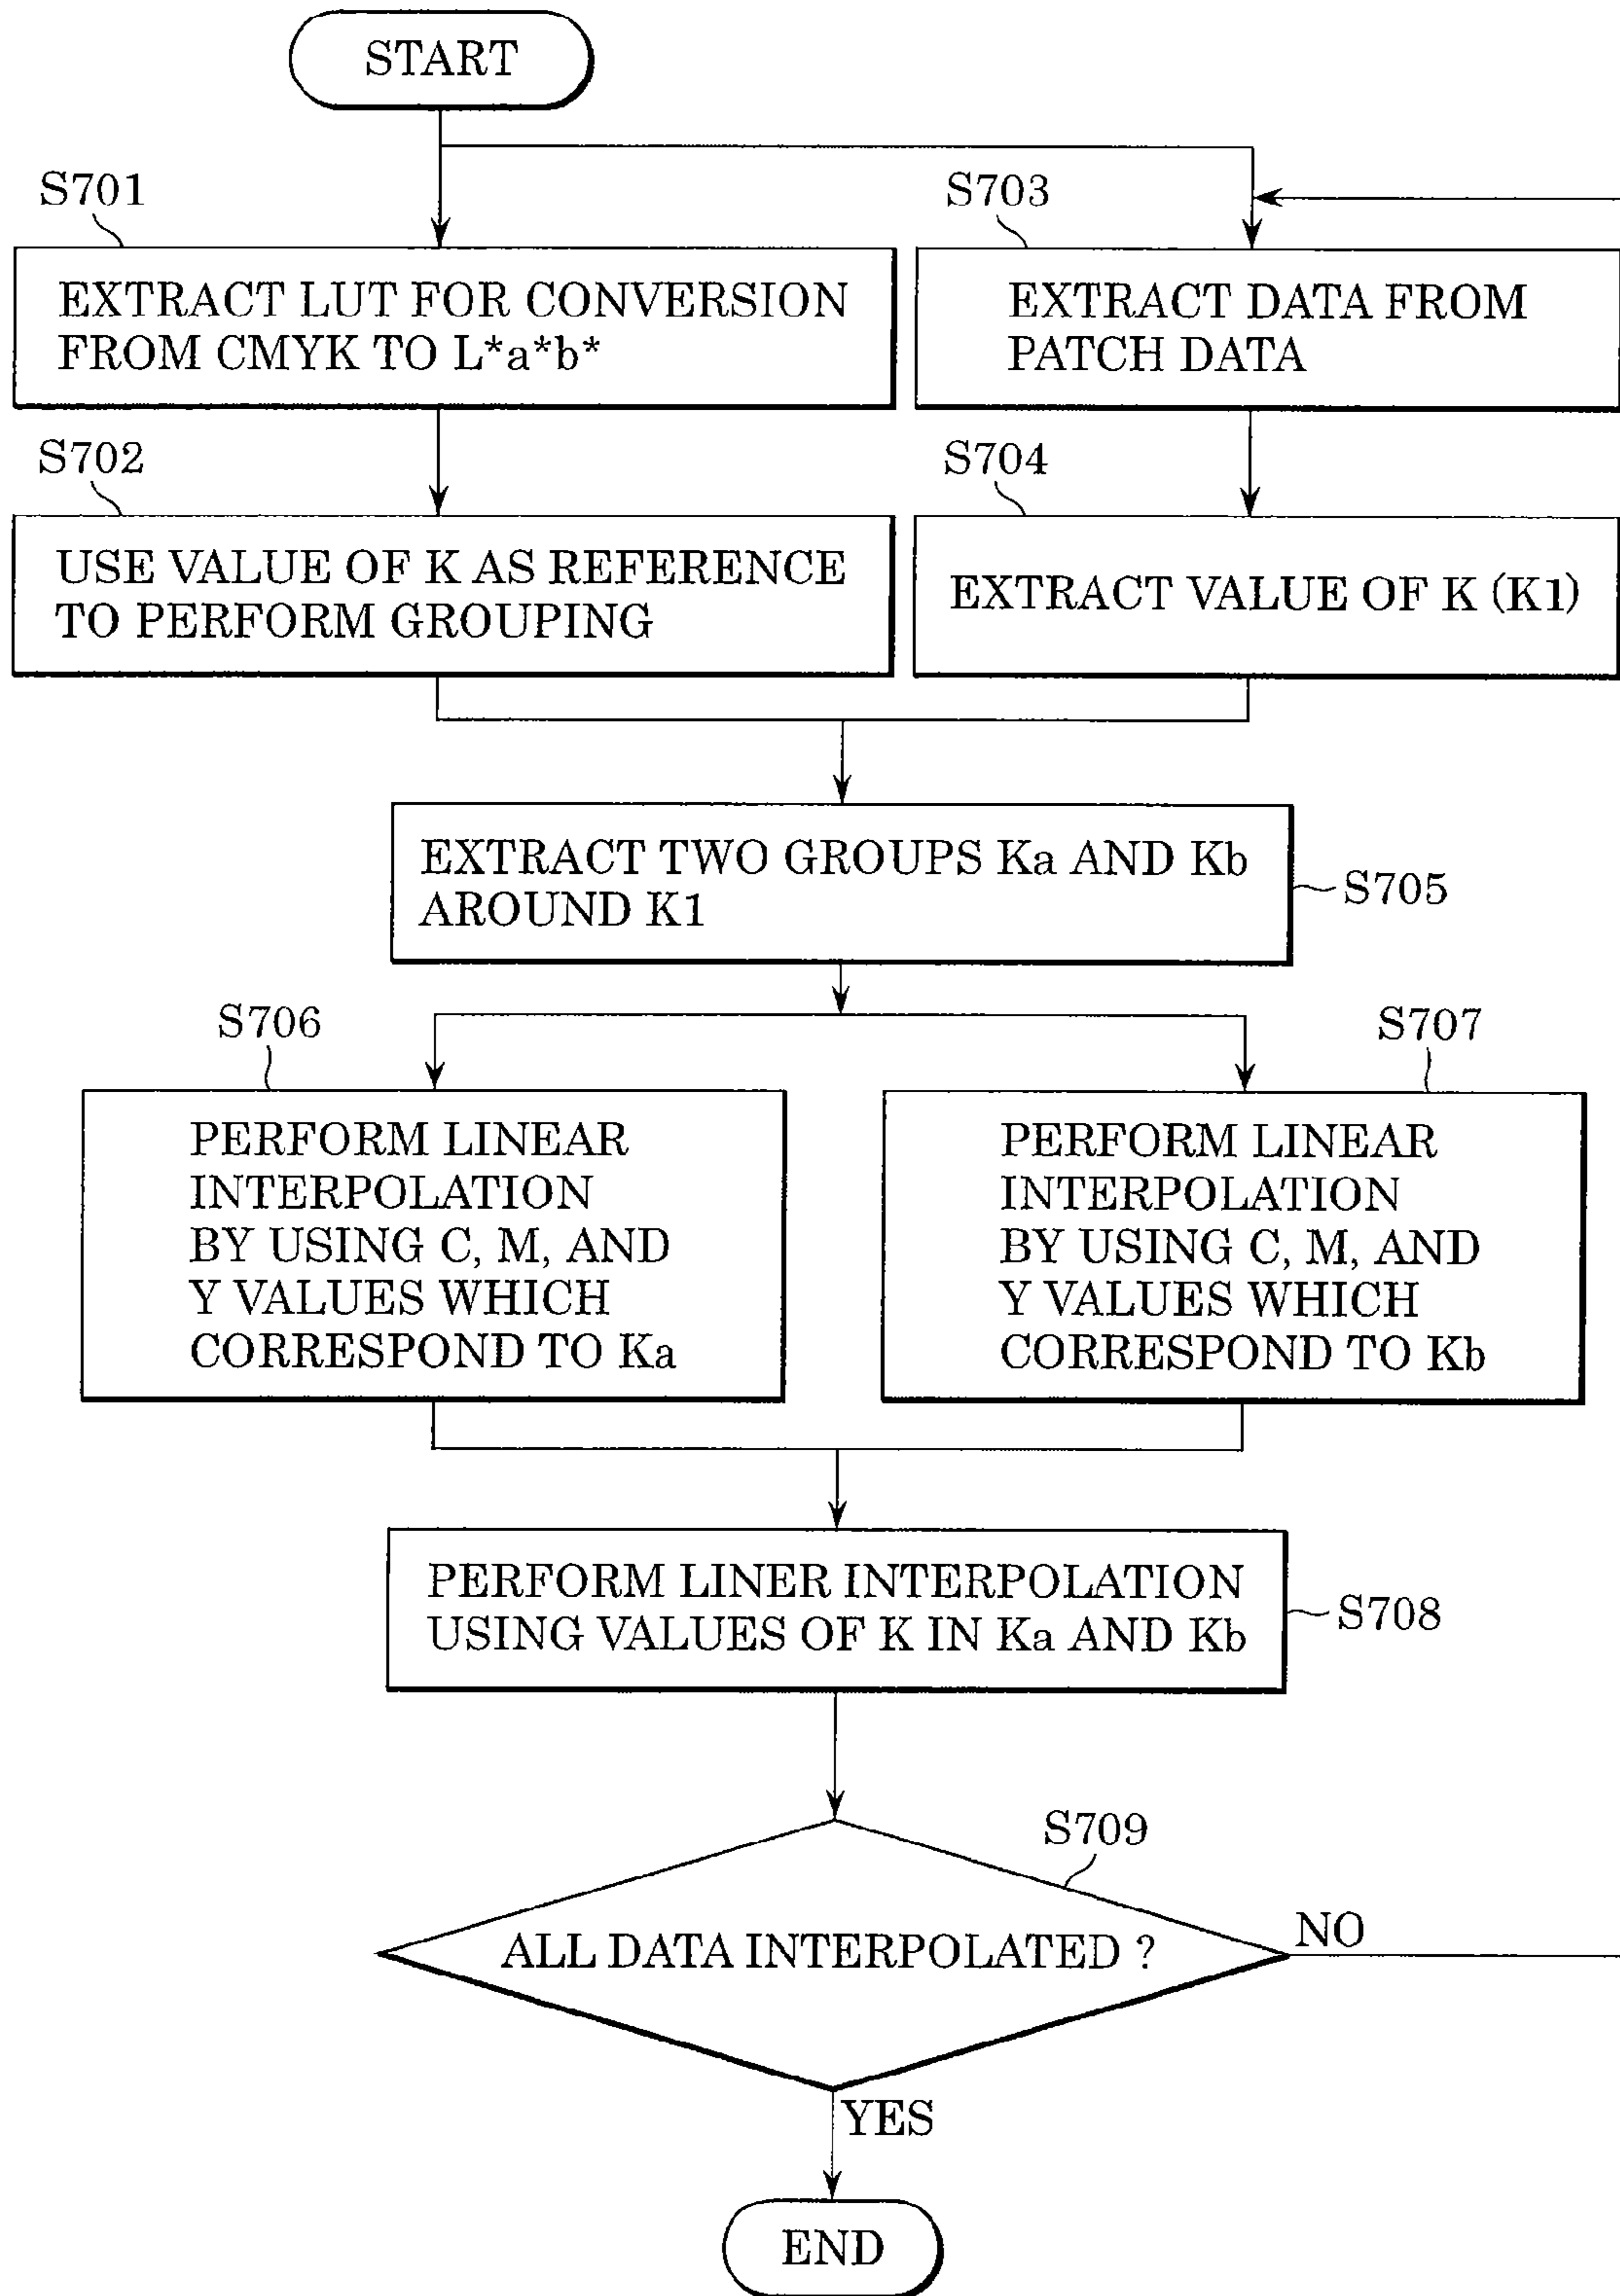 START
S701
EXTRACT LUT FOR CONVERSION
FROM CMYK TO L*a*b*
S703
EXTRACT DATA FROM
PATCH DATA
S702
USE VALUE OF K AS REFERENCE
TO PERFORM GROUPING
S704
EXTRACT VALUE OF K (K1)
EXTRACT TWO GROUPS Ka AND Kb
AROUND K1
S705
S706
PERFORM LINEAR
INTERPOLATION
BY USING C, M, AND
Y VALUES WHICH
CORRESPOND TO Ka
S707
PERFORM LINEAR
INTERPOLATION
BY USING C, M, AND
Y VALUES WHICH
CORRESPOND TO Kb
PERFORM LINER INTERPOLATION
USING VALUES OF K IN Ka AND Kb
S708
S709
ALL DATA INTERPOLATED ?
NO
YES
END